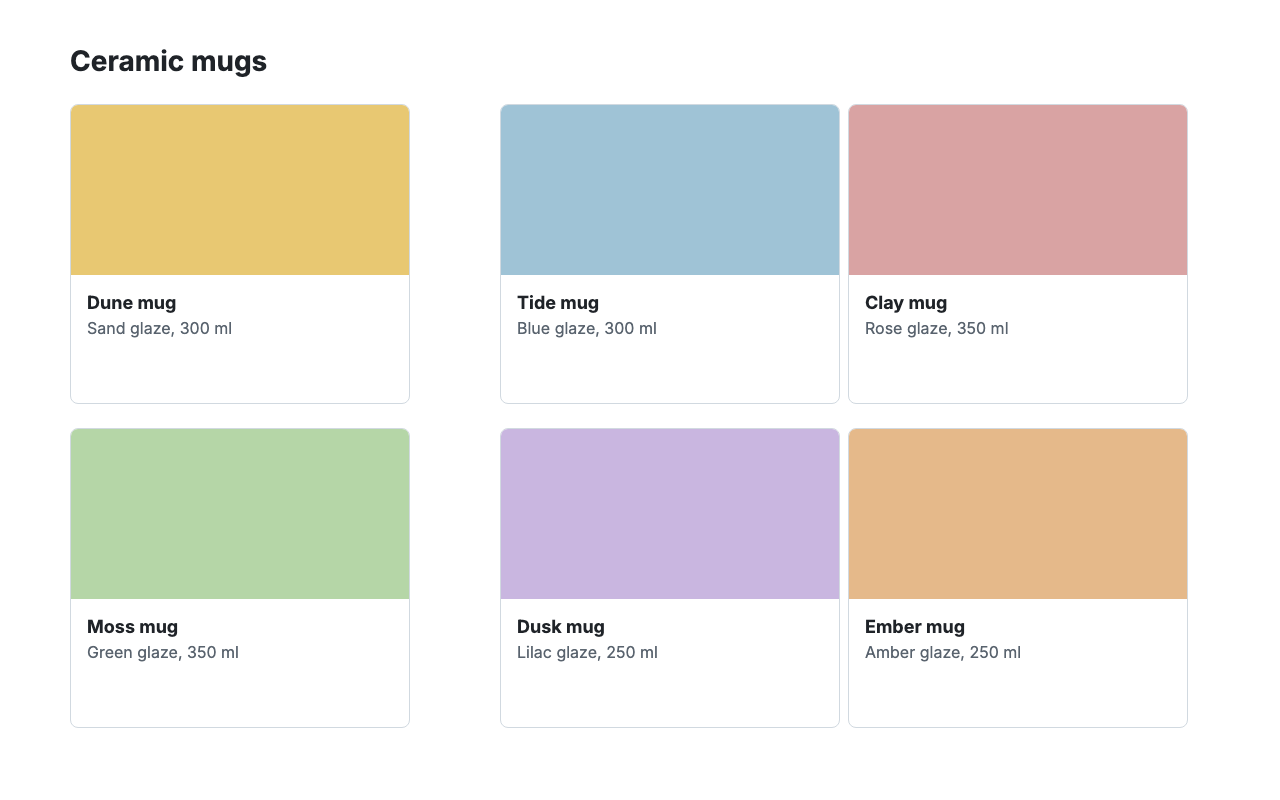 Ceramic mugs
Dune mug
Sand glaze, 300 ml
Tide mug
Blue glaze, 300 ml
Clay mug
Rose glaze, 350 ml
Moss mug
Green glaze, 350 ml
Dusk mug
Lilac glaze, 250 ml
Ember mug
Amber glaze, 250 ml